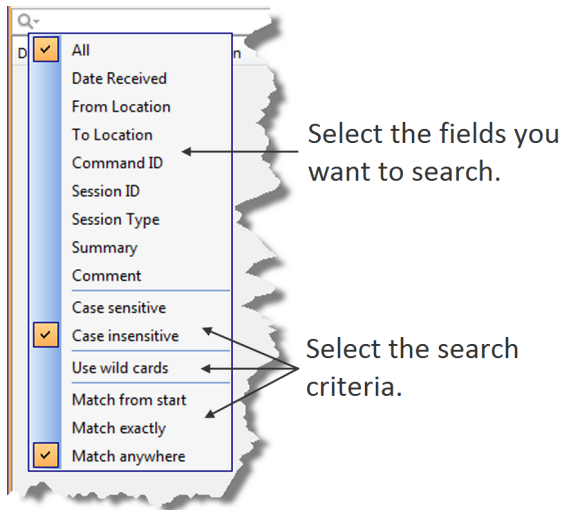 D
n
All
Date Received
From Location
To Location
Command ID
Session ID
Session Type
Summary
Comment
Case sensitive
Case insensitive
Use wild cards
Match from start
Match exactly
Match anywhere
Select the fields you
want to search.
Select the search
criteria.